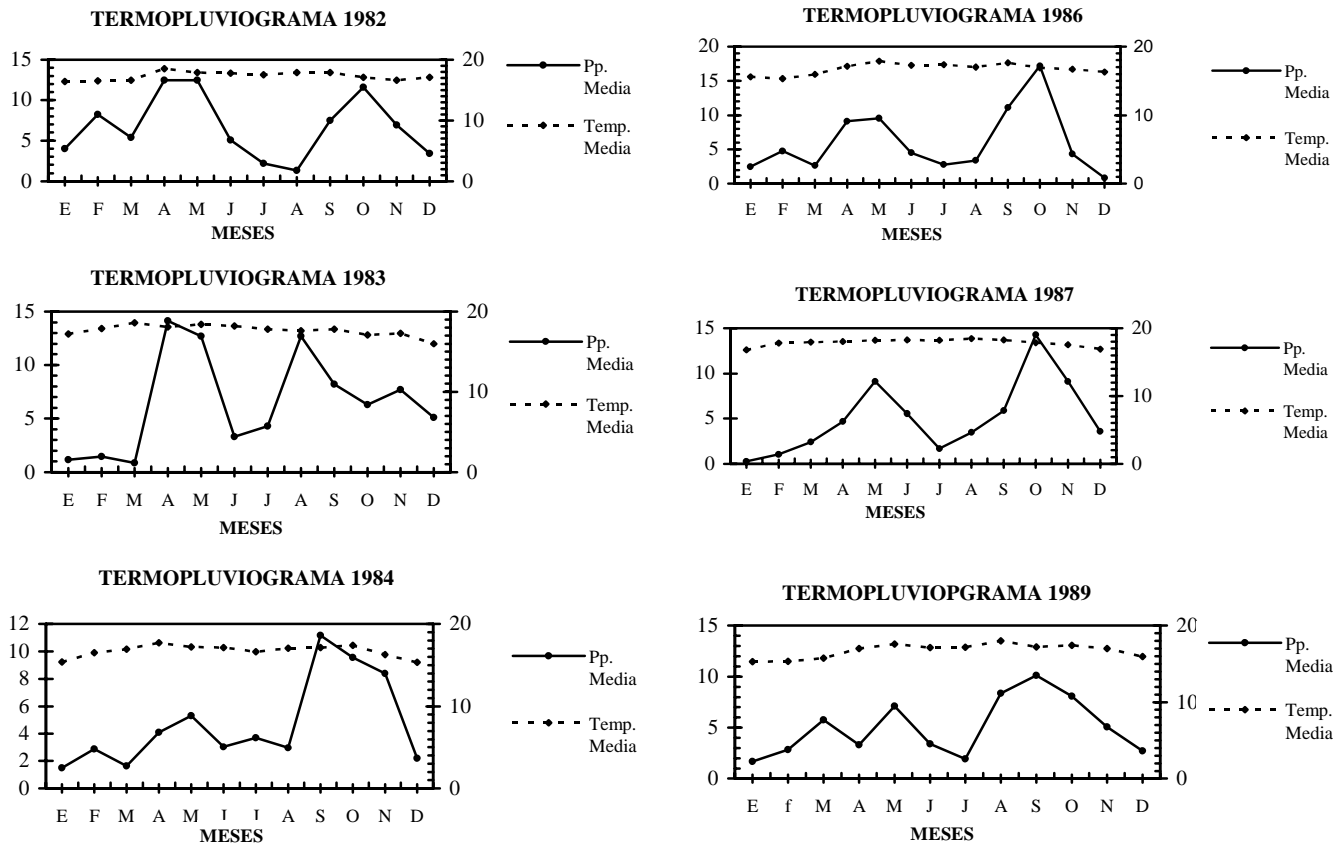 TERMOPLUVIOGRAMA 1982
15
10
5
0
20
10
0
E F M A M J J A S O N D
MESES
Pp.
Media
Temp.
Media
TERMOPLUVIOGRAMA 1986
20
15
10
5
0
20
10
0
E F M A M J J A S O N D
MESES
Pp.
Media
Temp.
Media
TERMOPLUVIOGRAMA 1983
15
10
5
0
20
10
0
E F M A M J J A S O N D
MESES
Pp.
Media
Temp.
Media
TERMOPLUVIOGRAMA 1987
15
10
5
0
20
10
0
E F M A M J J A S O N D
MESES
Pp.
Media
Temp.
Media
TERMOPLUVIOGRAMA 1984
12
10
8
6
4
2
0
20
10
0
E F M A M J J A S O N D
MESES
Pp.
Media
Temp.
Media
TERMOPLUVIOPGRAMA 1989
15
10
5
0
20
10
0
E f M A M J J A S O N D
MESES
Pp.
Media
Temp.
Media